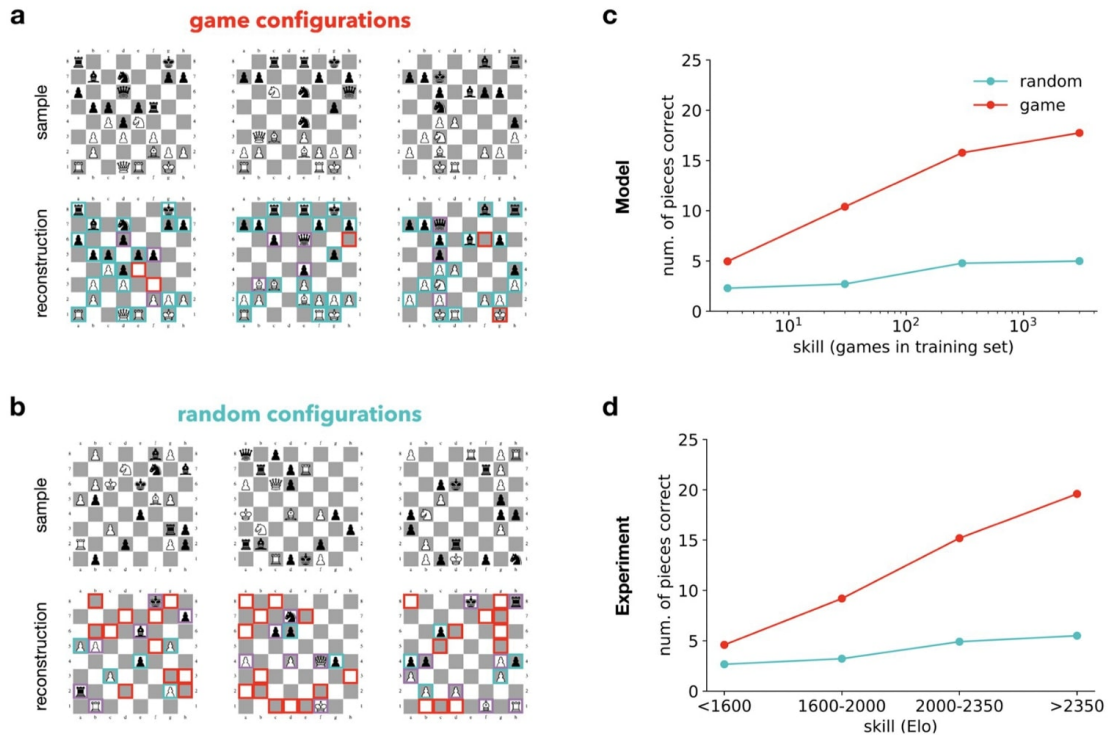 a
game configurations
sample
reconstruction
b
random configurations
sample
reconstruction
c
25
20
15
10
5
0
num. of pieces correct
Model
random
game
10¹
10²
10³
skill (games in training set)
d
25
20
15
10
5
0
num. of pieces correct
Experiment
<1600
1600-2000
2000-2350
>2350
skill (Elo)